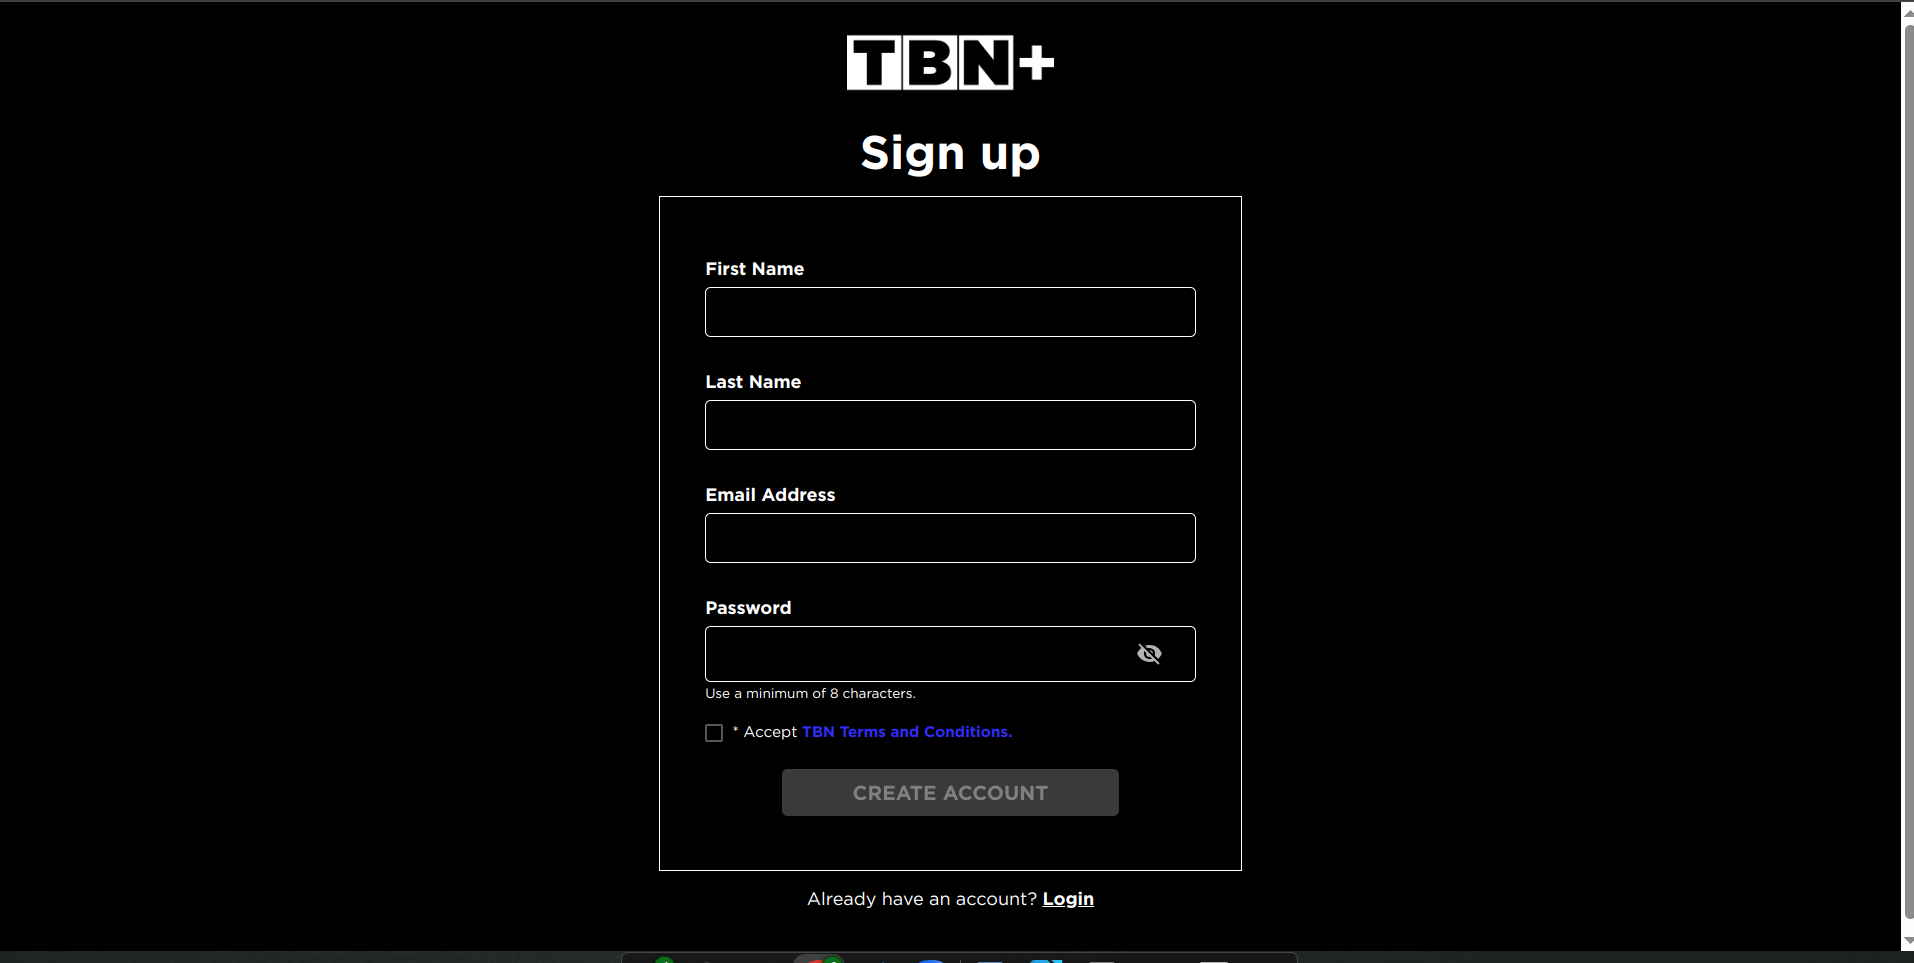 TBN+
Sign up
First Name
Last Name
Email Address
Password
Use a minimum of 8 characters.
* Accept TBN Terms and Conditions.
CREATE ACCOUNT
Already have an account? Login